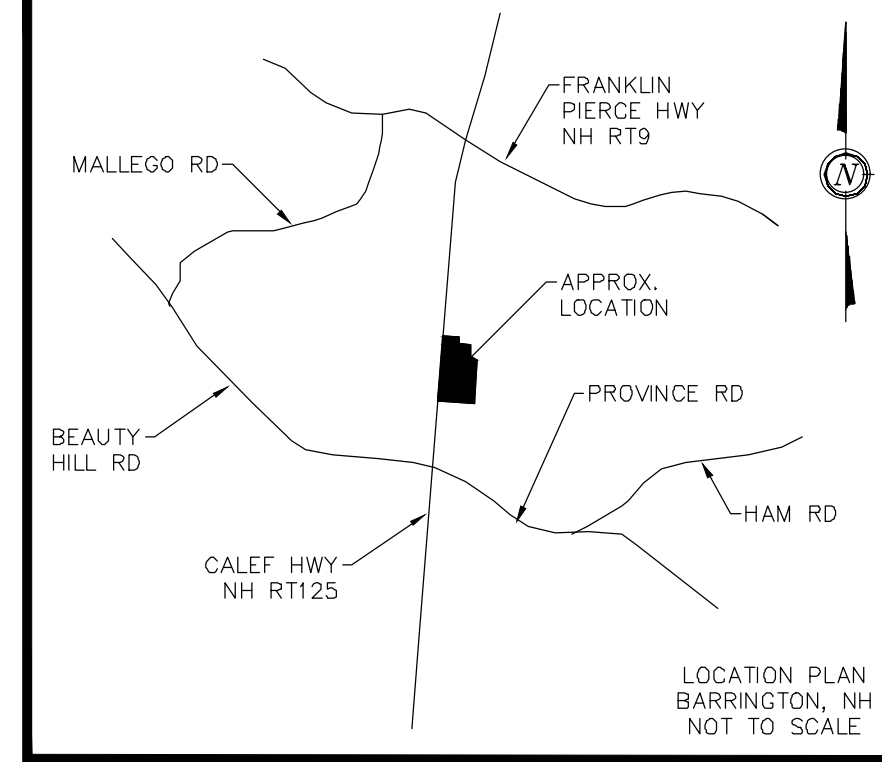 FRANKLIN
PIERCE HWY
NH RT9
MALLEGO RD
N
APPROX.
LOCATION
PROVINCE RD
BEAUTY
HILL RD
HAM RD
CALEF HWY
NH RT125
LOCATION PLAN
BARRINGTON, NH
NOT TO SCALE